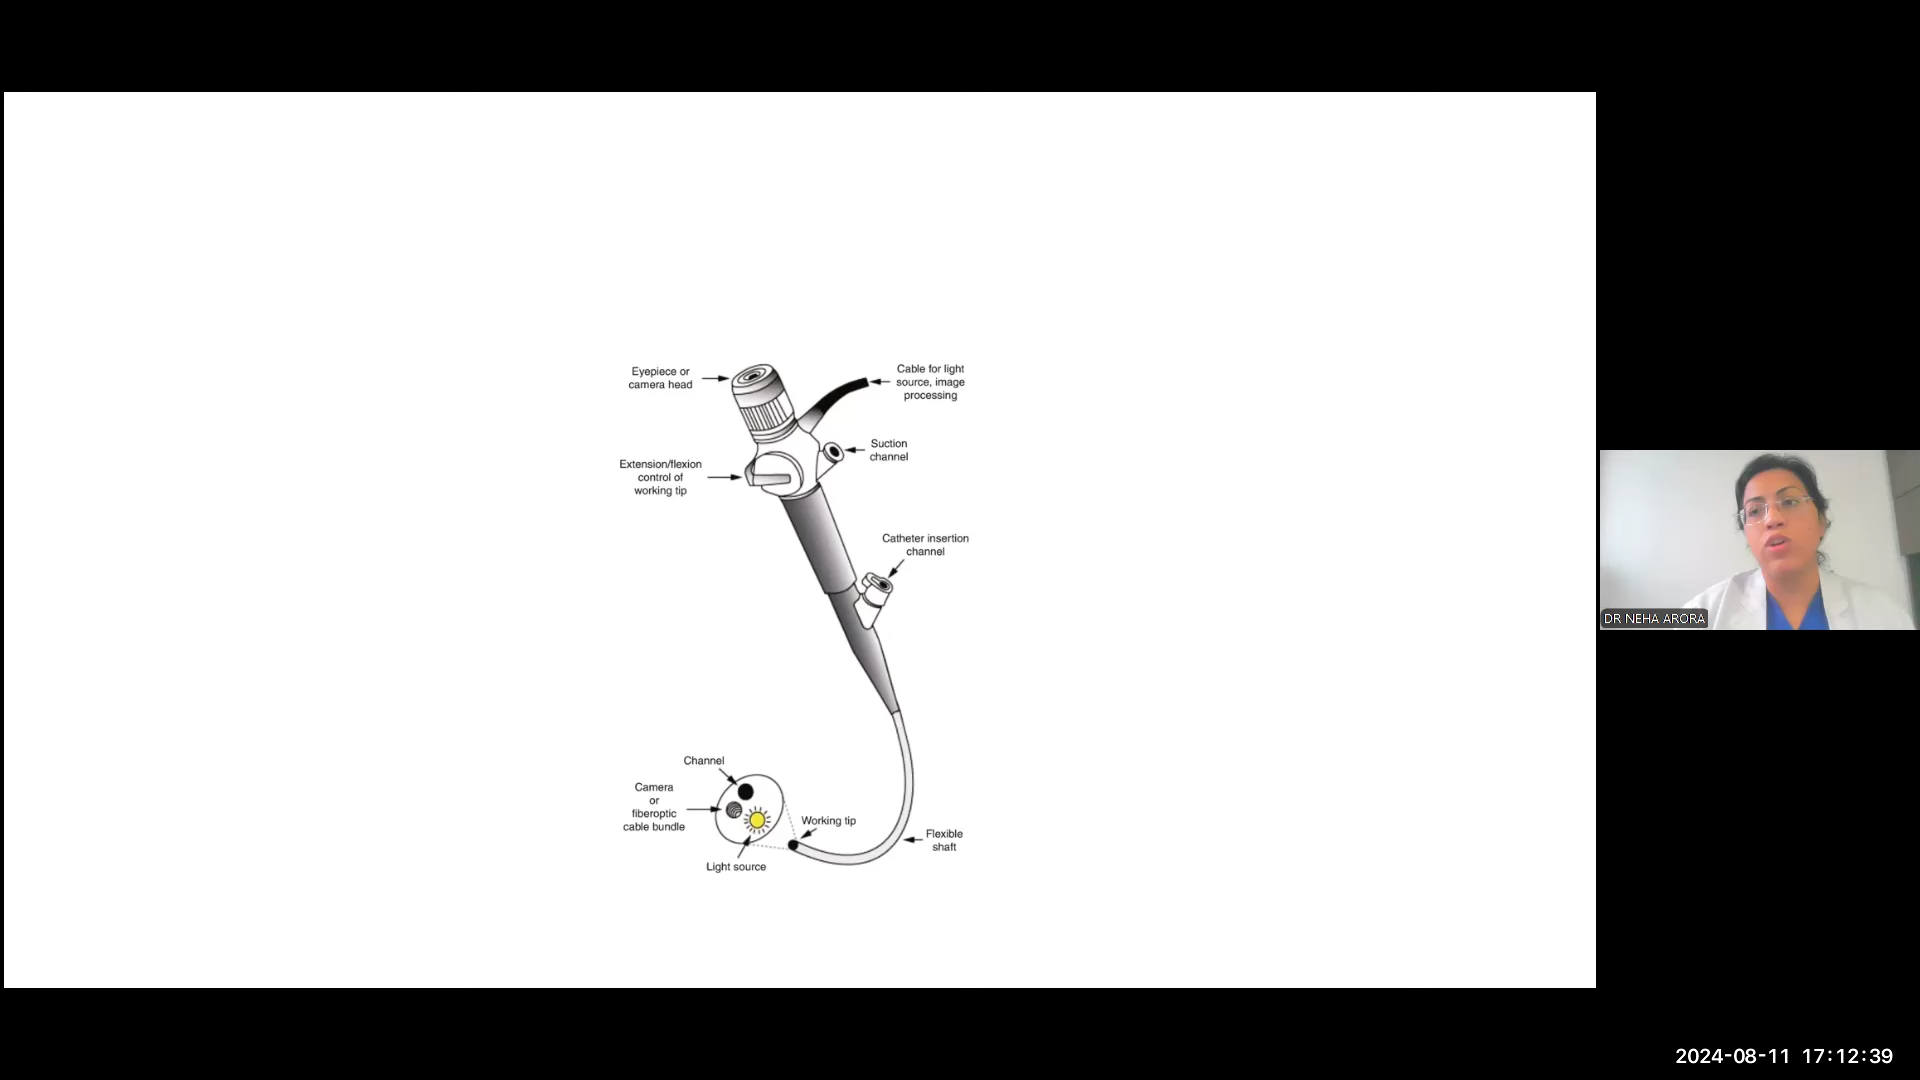 Eyepiece or
camera head
Cable for light
source, image
processing
Suction
channel
Extension/flexion
control of
working tip
Catheter insertion
channel
Channel
Camera
or
fiberoptic
cable bundle
Working tip
Flexible
shaft
Light source
DR NEHA ARORA
2024-08-11 17:12:39